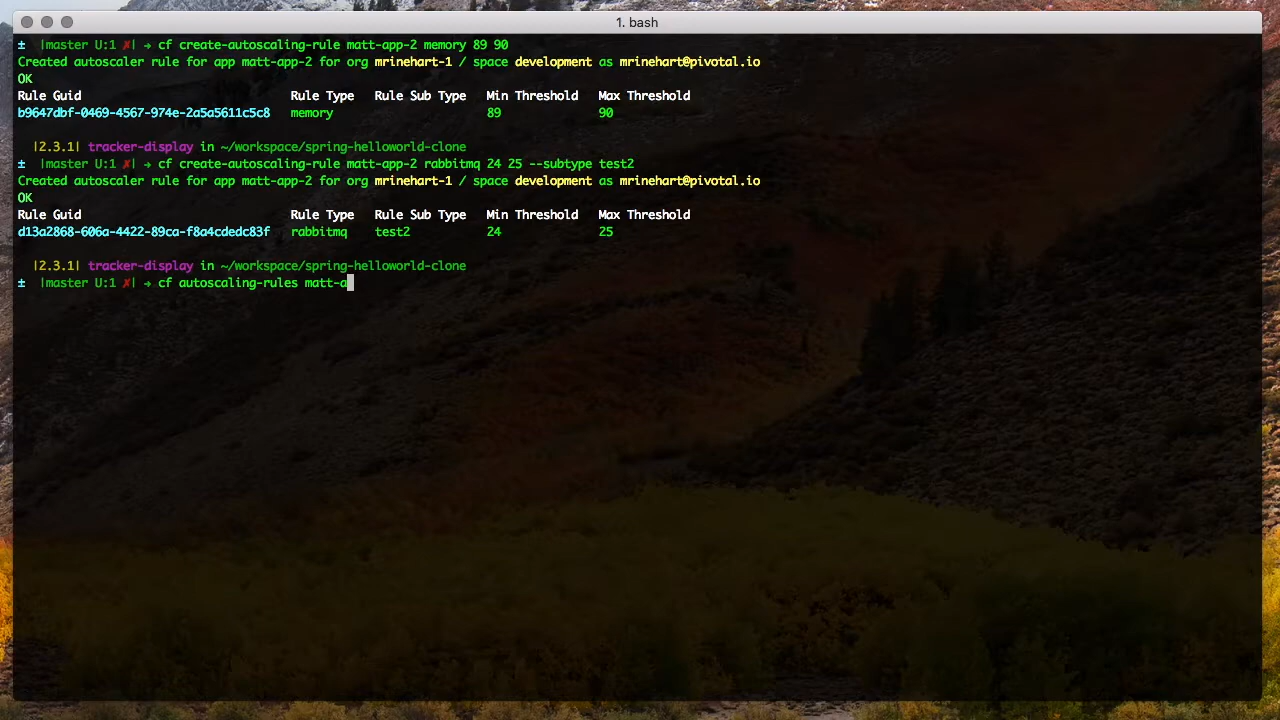 1. bash
± |master U:1 ✗| → cf create-autoscaling-rule matt-app-2 memory 89 90
Created autoscaler rule for app matt-app-2 for org mrinehart-1 / space development as mrinehart@pivotal.io
OK
Rule Guid Rule Type Rule Sub Type Min Threshold Max Threshold
b9647dbf-0469-4567-974e-2a5a5611c5c8 memory 89 90
|2.3.1| tracker-display in ~/workspace/spring-helloworld-clone
± |master U:1 ✗| → cf create-autoscaling-rule matt-app-2 rabbitmq 24 25 --subtype test2
Created autoscaler rule for app matt-app-2 for org mrinehart-1 / space development as mrinehart@pivotal.io
OK
Rule Guid Rule Type Rule Sub Type Min Threshold Max Threshold
d13a2868-606a-4422-89ca-f8a4cdedc83f rabbitmq test2 24 25
|2.3.1| tracker-display in ~/workspace/spring-helloworld-clone
± |master U:1 ✗| → cf autoscaling-rules matt-a